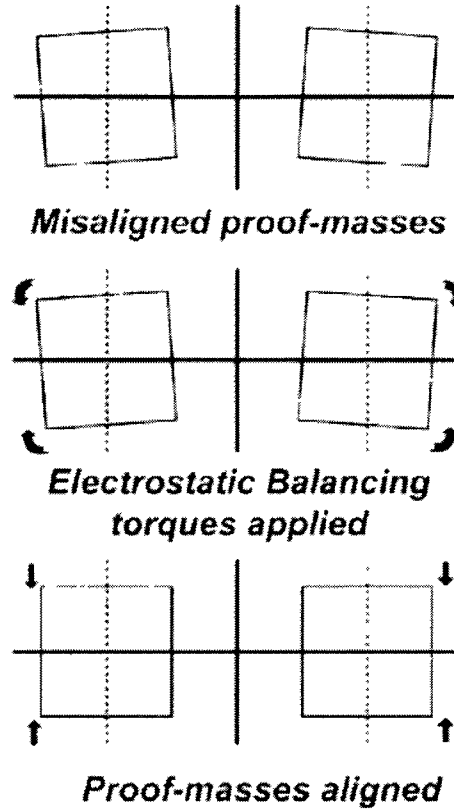 Misaligned proof-masses
Electrostatic Balancing
torques applied
Proof-masses aligned